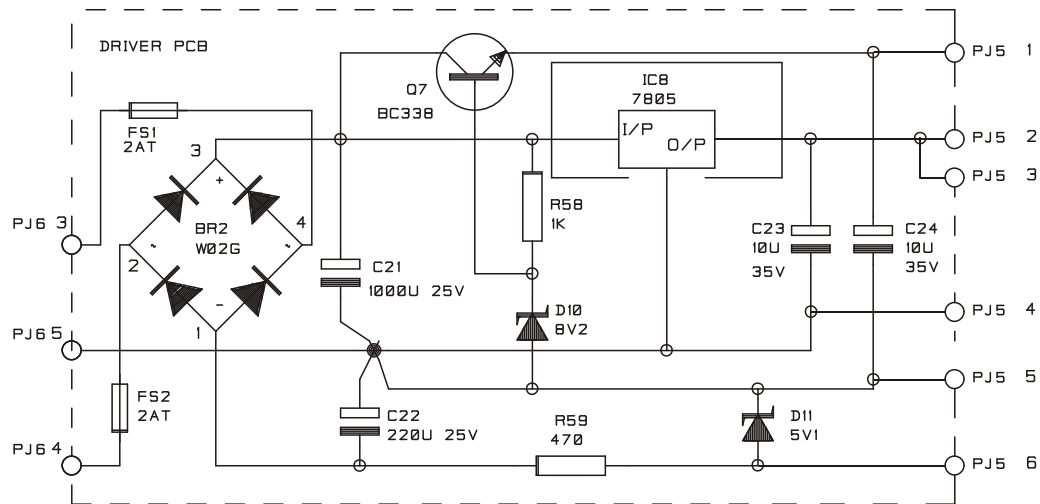 DRIVER PCB
PJ5 1
Q7
BC338
IC8
7805
I/P
O/P
PJ5 2
PJ5 3
FS1
2AT
3
+
~
~
-
4
2
1
BR2
W02G
PJ6 3
R58
1K
C21
1000U 25V
C23
10U
35V
C24
10U
35V
D10
8V2
PJ5 4
PJ6 5
PJ5 5
FS2
2AT
C22
220U 25V
R59
470
D11
5V1
PJ6 4
PJ5 6